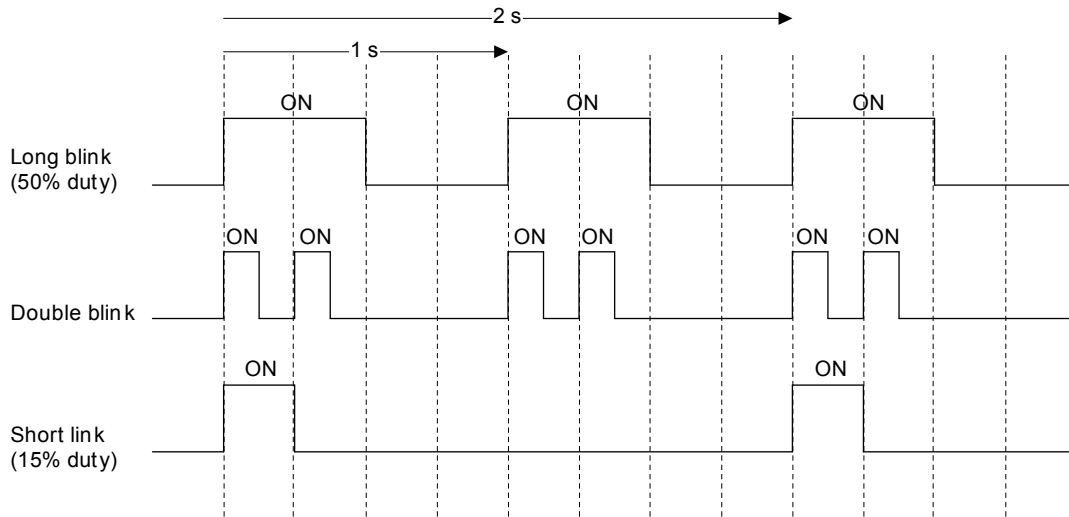 2 s
1 s
ON ON ON
Long blink
(50% duty)
ON ON ON ON ON ON
Double blink
ON ON
Short link
(15% duty)